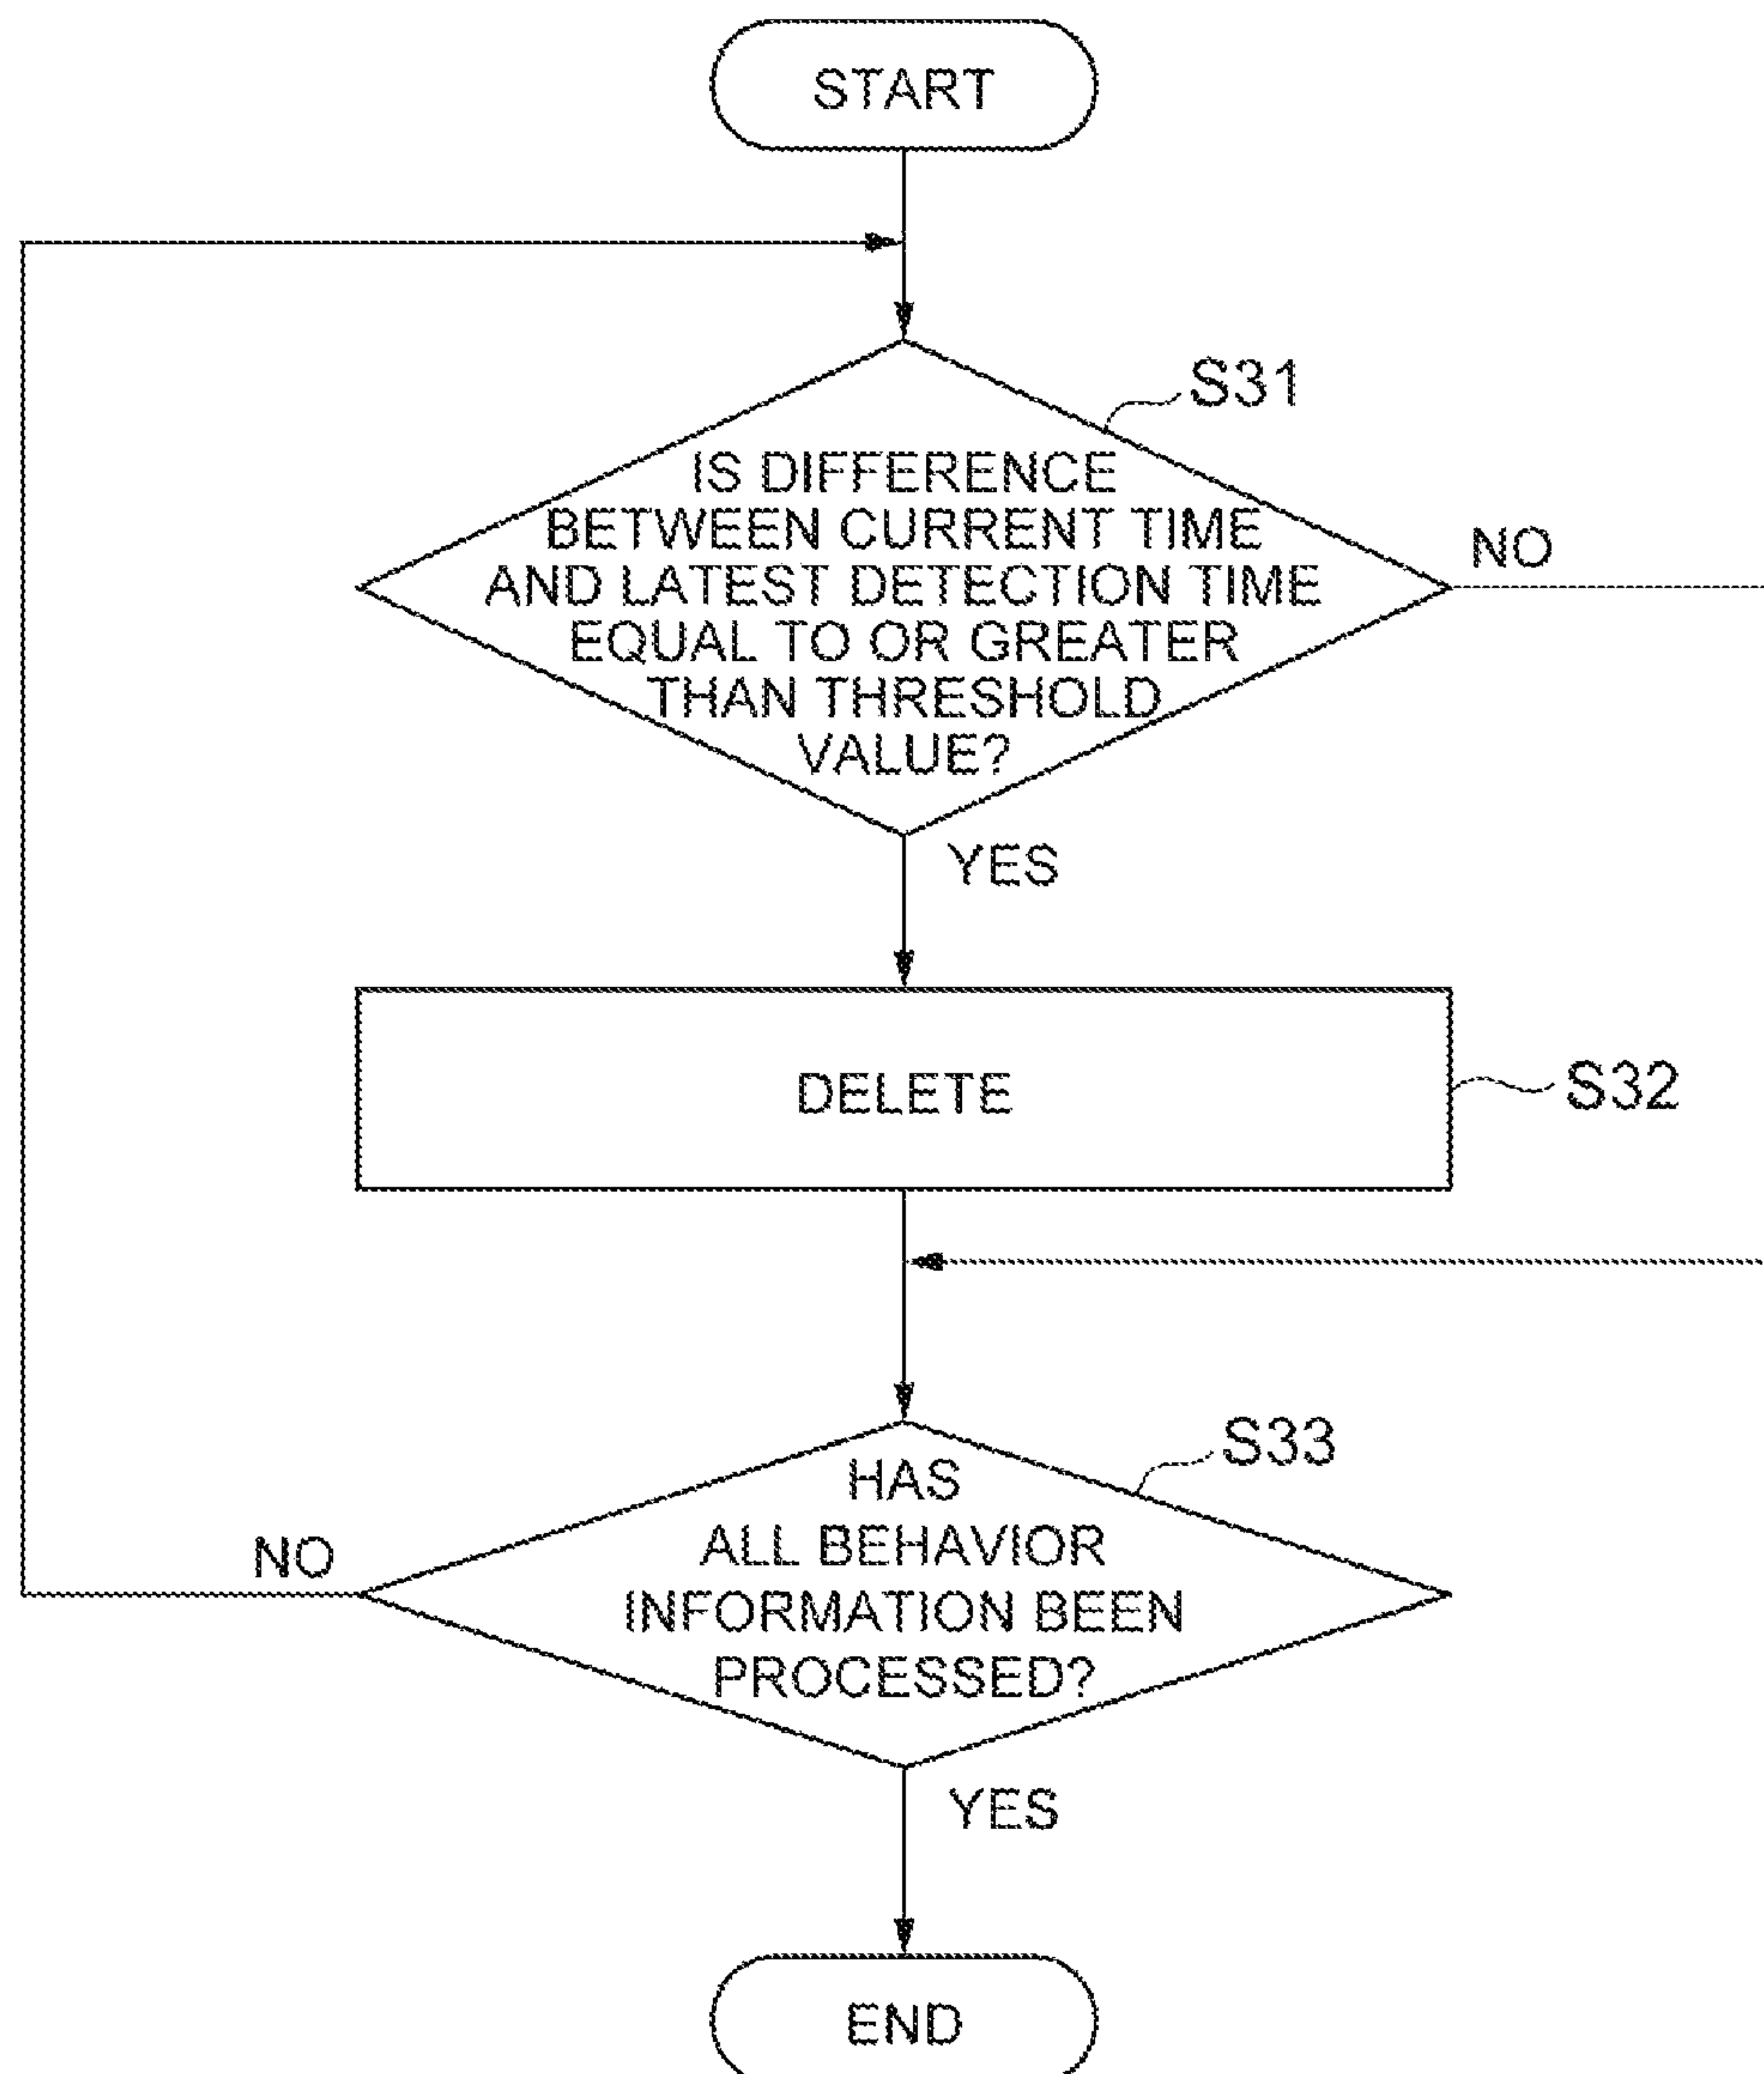 START
S31
IS DIFFERENCE
BETWEEN CURRENT TIME
AND LATEST DETECTION TIME
EQUAL TO OR GREATER
THAN THRESHOLD
VALUE?
NO
YES
DELETE
S32
S33
HAS
ALL BEHAVIOR
INFORMATION BEEN
PROCESSED?
NO
YES
END